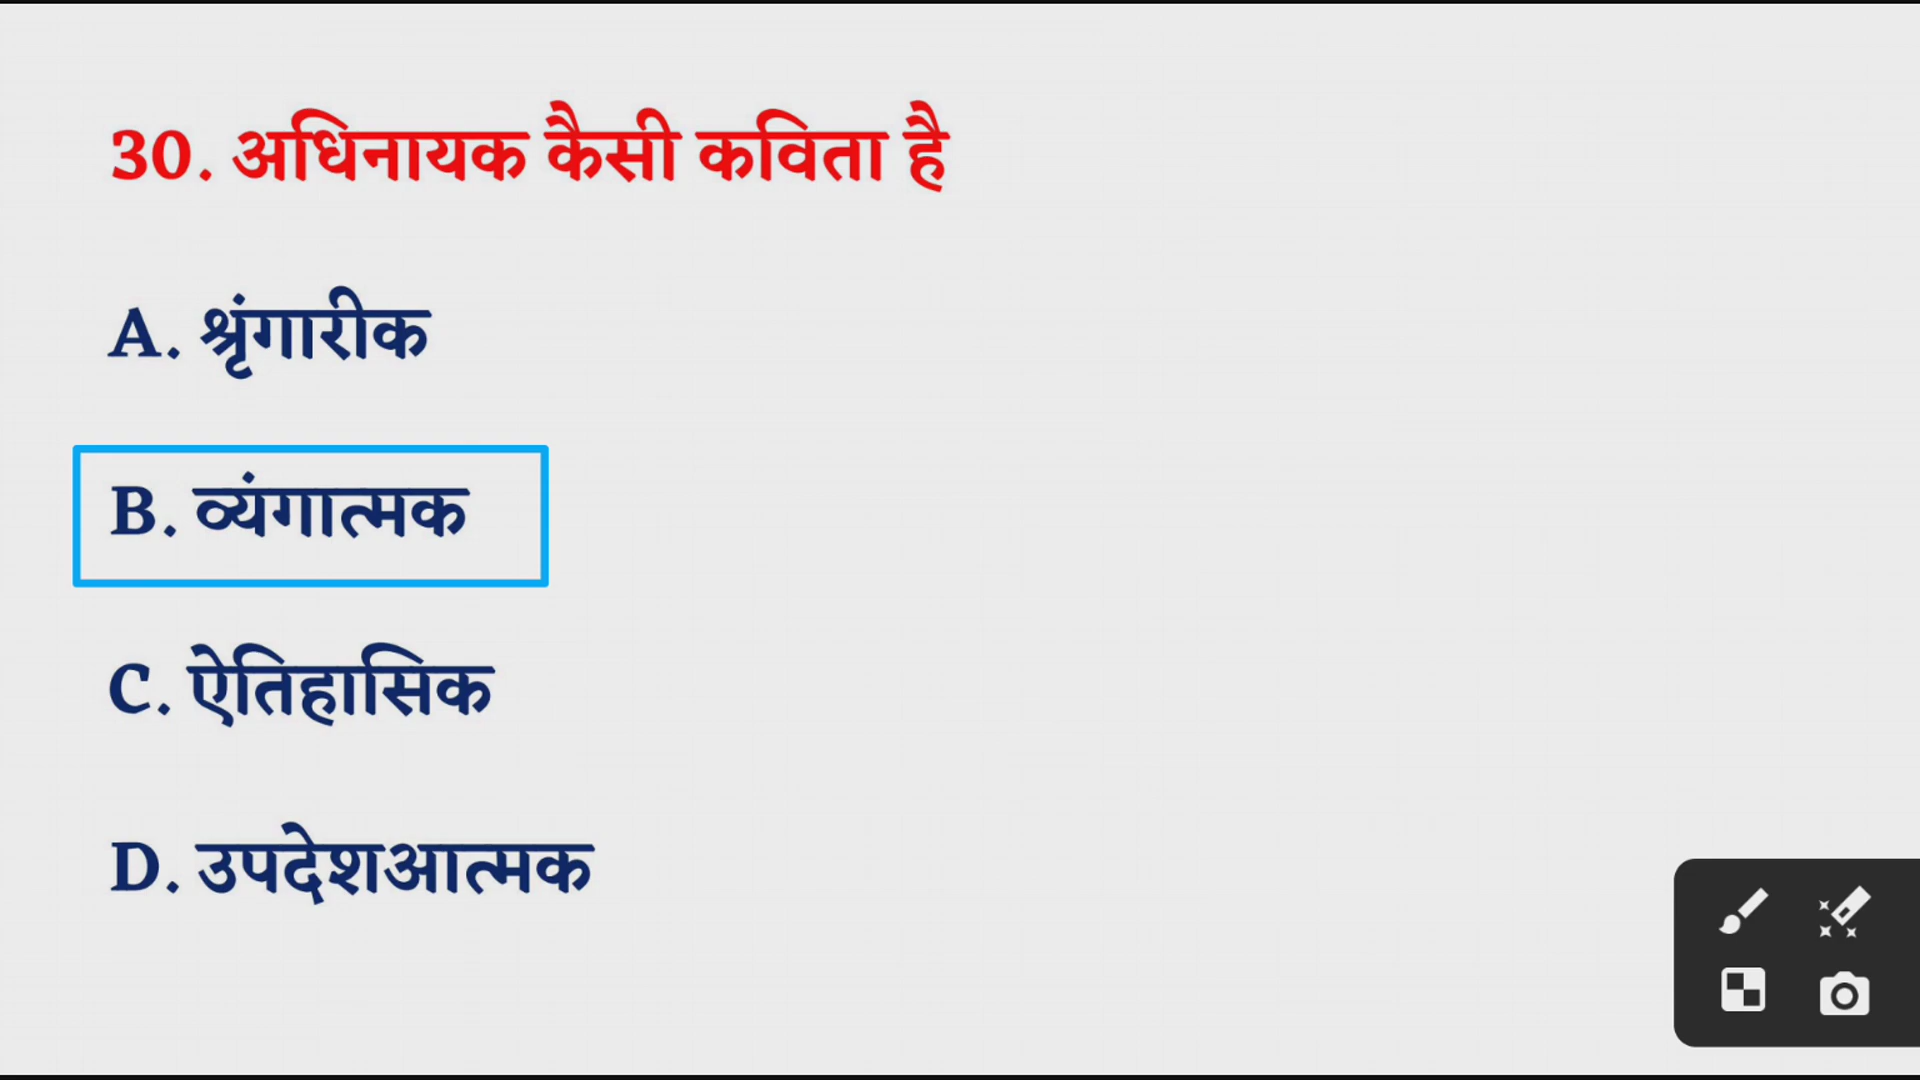 30. अधिनायक कैसी कविता है
A. श्रृंगारीक
B. व्यंगात्मक
C. ऐतिहासिक
D. उपदेशआत्मक